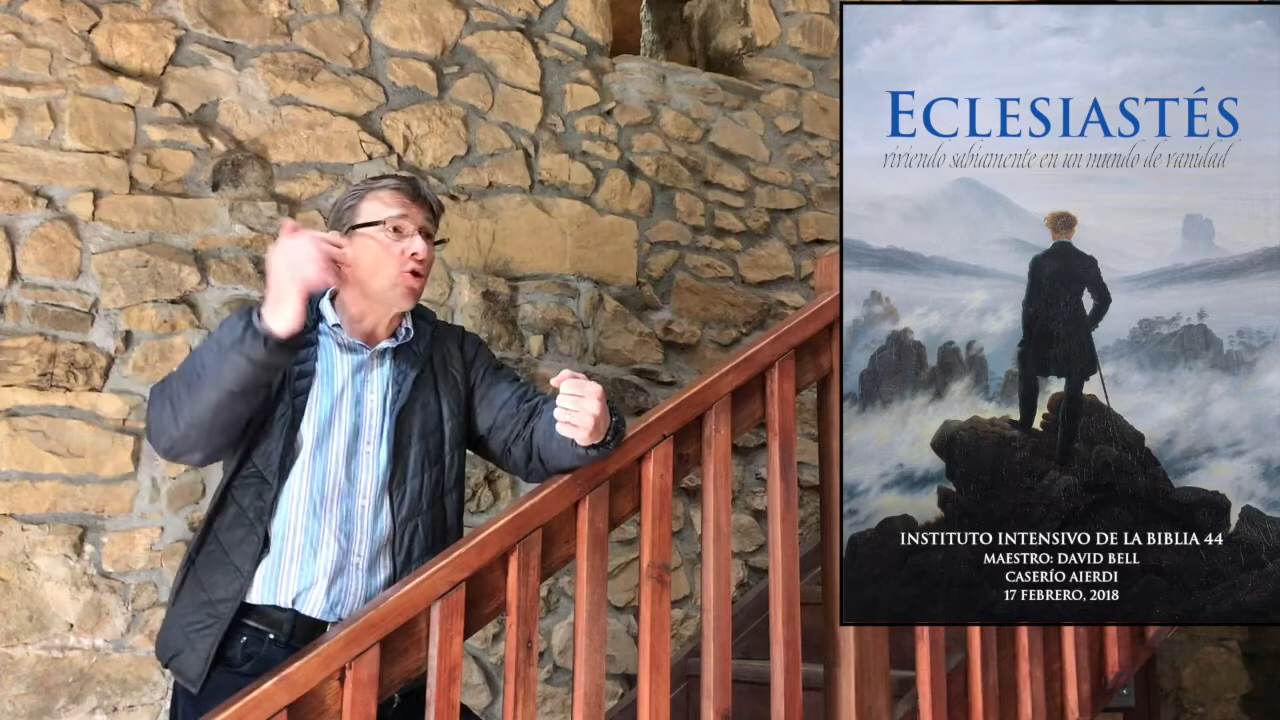 ECLESIASTÉS
viviendo sabiamente en un mundo de vanidad
INSTITUTO INTENSIVO DE LA BIBLIA 44
MAESTRO: DAVID BELL
CASERÍO AIERDI
17 FEBRERO, 2018